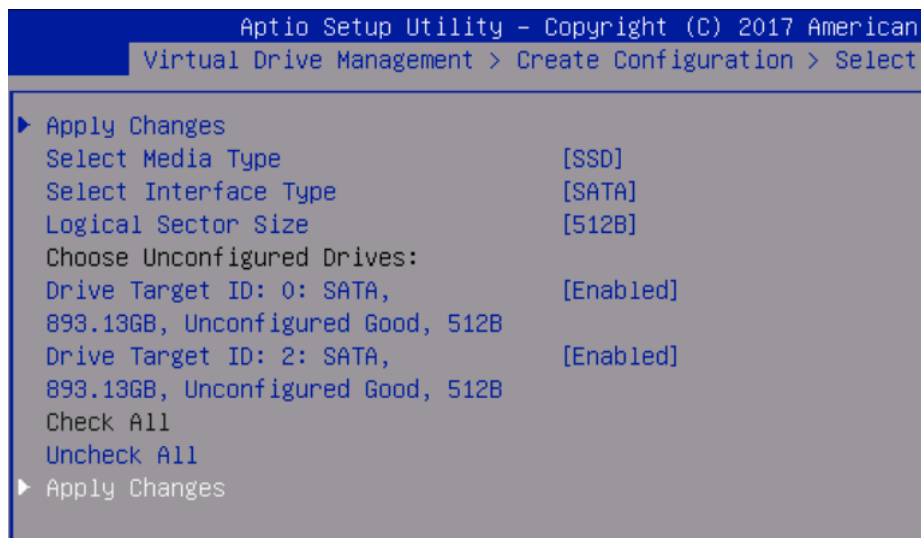 Aptio Setup Utility – Copyright (C) 2017 American
Virtual Drive Management > Create Configuration > Select
Apply Changes
Select Media Type [SSD]
Select Interface Type [SATA]
Logical Sector Size [512B]
Choose Unconfigured Drives:
Drive Target ID: 0: SATA, [Enabled]
893.13GB, Unconfigured Good, 512B
Drive Target ID: 2: SATA, [Enabled]
893.13GB, Unconfigured Good, 512B
Check All
Uncheck All
Apply Changes